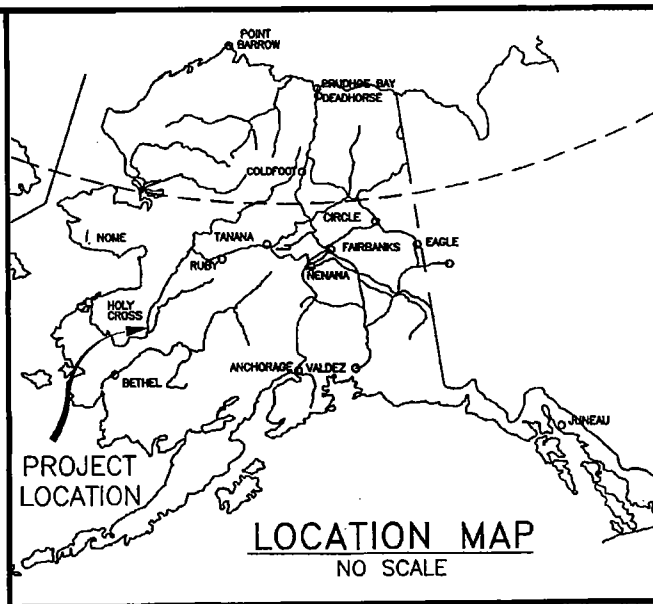 POINT
BARROW
PRUDHOE BAY
DEADHORSE
COLDFOOT
CIRCLE
NOME
TANANA
FAIRBANKS
EAGLE
RUBY
NENANA
HOLY
CROSS
ANCHORAGE
VALDEZ
BETHEL
JUNEAU
PROJECT
LOCATION
LOCATION MAP
NO SCALE